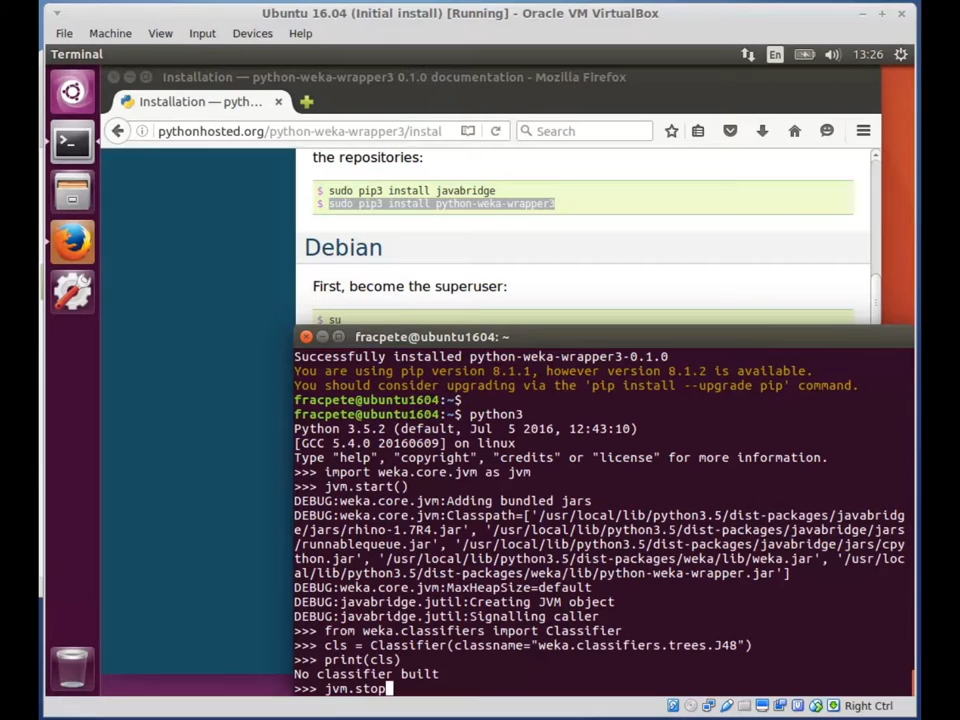 Ubuntu 16.04 (Initial install) [Running] - Oracle VM VirtualBox
File Machine View Input Devices Help
Terminal En 13:26
Installation — python-weka-wrapper3 0.1.0 documentation - Mozilla Firefox
Installation — pyth...
pythonhosted.org/python-weka-wrapper3/instal Search
the repositories:
$ sudo pip3 install javabridge
$ sudo pip3 install python-weka-wrapper3
Debian
First, become the superuser:
$ su
fracpete@ubuntu1604: ~
Successfully installed python-weka-wrapper3-0.1.0
You are using pip version 8.1.1, however version 8.1.2 is available.
You should consider upgrading via the 'pip install --upgrade pip' command.
fracpete@ubuntu1604:~$
fracpete@ubuntu1604:~$ python3
Python 3.5.2 (default, Jul  5 2016, 12:43:10)
[GCC 5.4.0 20160609] on linux
Type "help", "copyright", "credits" or "license" for more information.
>>> import weka.core.jvm as jvm
>>> jvm.start()
DEBUG:weka.core.jvm:Adding bundled jars
DEBUG:weka.core.jvm:Classpath=['/usr/local/lib/python3.5/dist-packages/javabridg
e/jars/rhino-1.7R4.jar', '/usr/local/lib/python3.5/dist-packages/javabridge/jars
/runnablequeue.jar', '/usr/local/lib/python3.5/dist-packages/javabridge/jars/cpy
thon.jar', '/usr/local/lib/python3.5/dist-packages/weka/lib/weka.jar', '/usr/loc
al/lib/python3.5/dist-packages/weka/lib/python-weka-wrapper.jar']
DEBUG:weka.core.jvm:MaxHeapSize=default
DEBUG:javabridge.jutil:Creating JVM object
DEBUG:javabridge.jutil:Signalling caller
>>> from weka.classifiers import Classifier
>>> cls = Classifier(classname="weka.classifiers.trees.J48")
>>> print(cls)
No classifier built
>>> jvm.stop
Right Ctrl